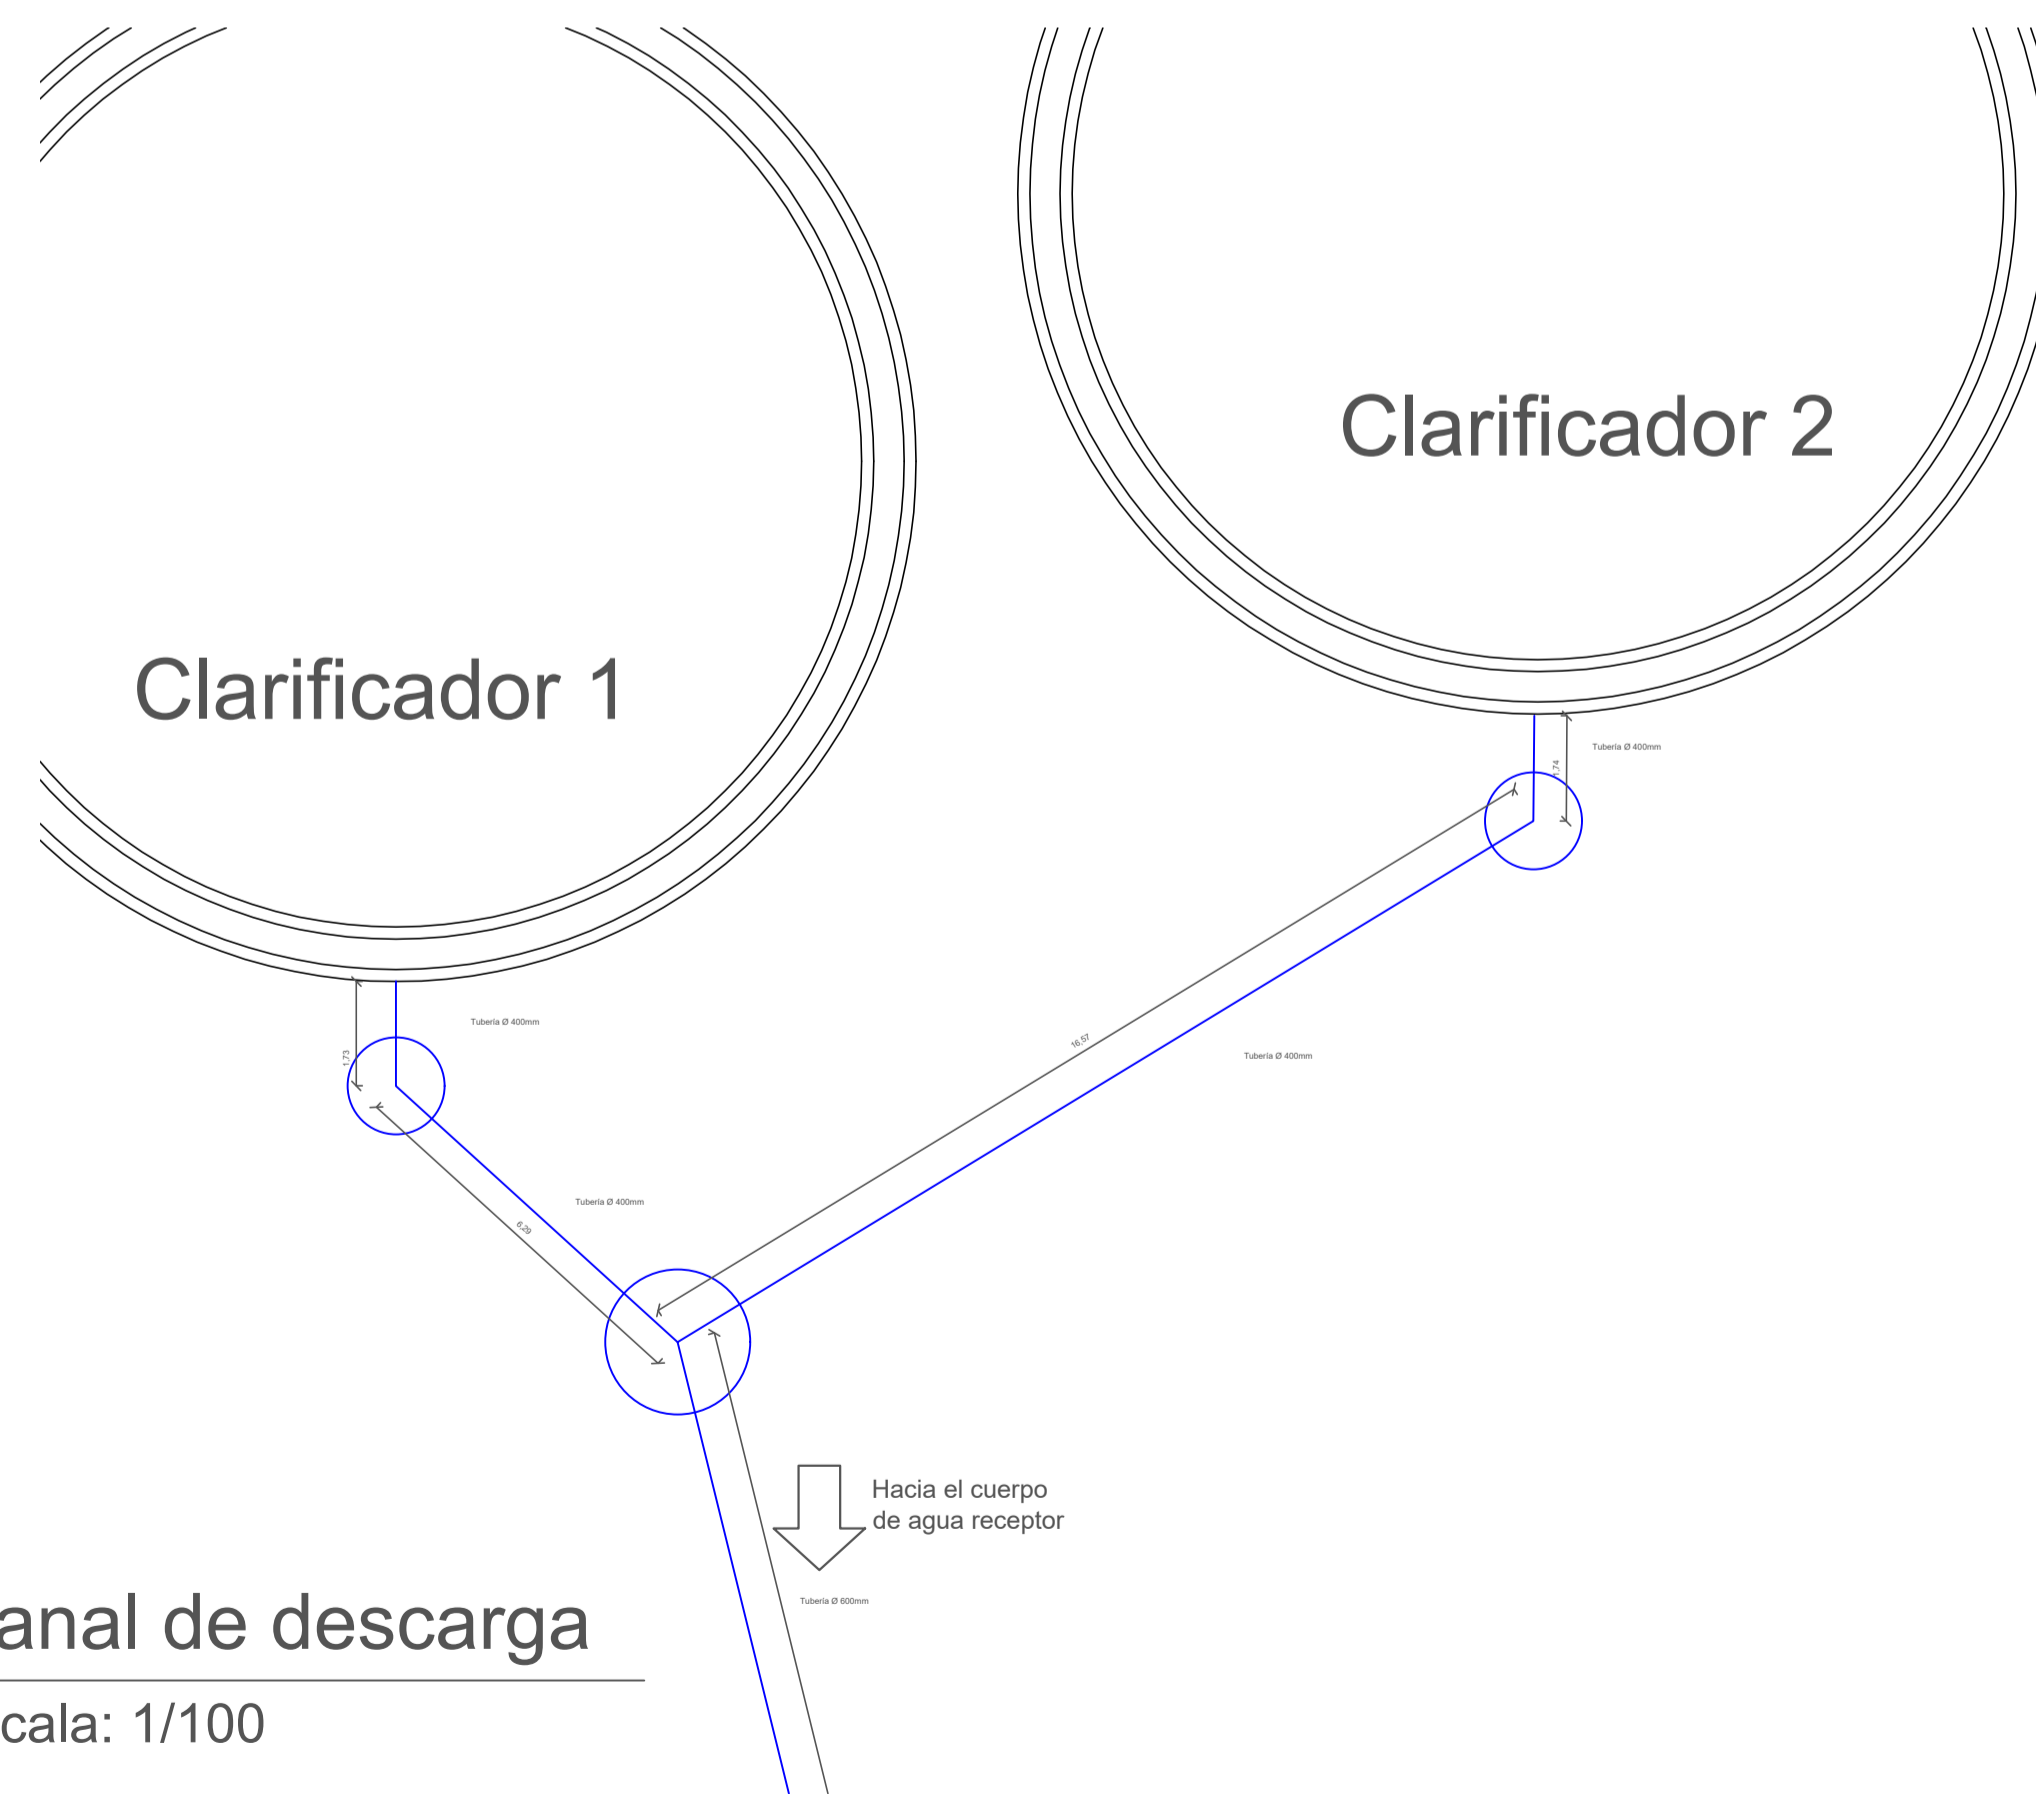 Clarificador 2
Clarificador 1
Tubería Ø 400mm
1,74
Tubería Ø 400mm
1,73
16,57
Tubería Ø 400mm
Tubería Ø 400mm
6,29
Hacia el cuerpo
de agua receptor
Tubería Ø 600mm
anal de descarga
cala: 1/100